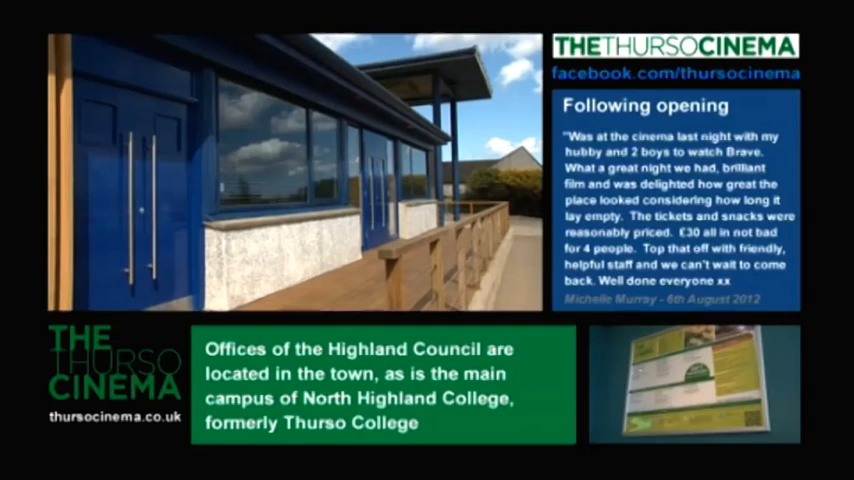 THETHURSOCINEMA
facebook.com/thursocinema
Following opening
"Was at the cinema last night with my
hubby and 2 boys to watch Brave.
What a great night we had, brilliant
film and was delighted how great the
place looked considering how long it
lay empty. The tickets and snacks were
reasonably priced. £30 all in not bad
for 4 people. Top that off with friendly,
helpful staff and we can't wait to come
back. Well done everyone xx
Michelle Murray - 6th August 2012
THE
THURSO
CINEMA
thursocinema.co.uk
Offices of the Highland Council are
located in the town, as is the main
campus of North Highland College,
formerly Thurso College